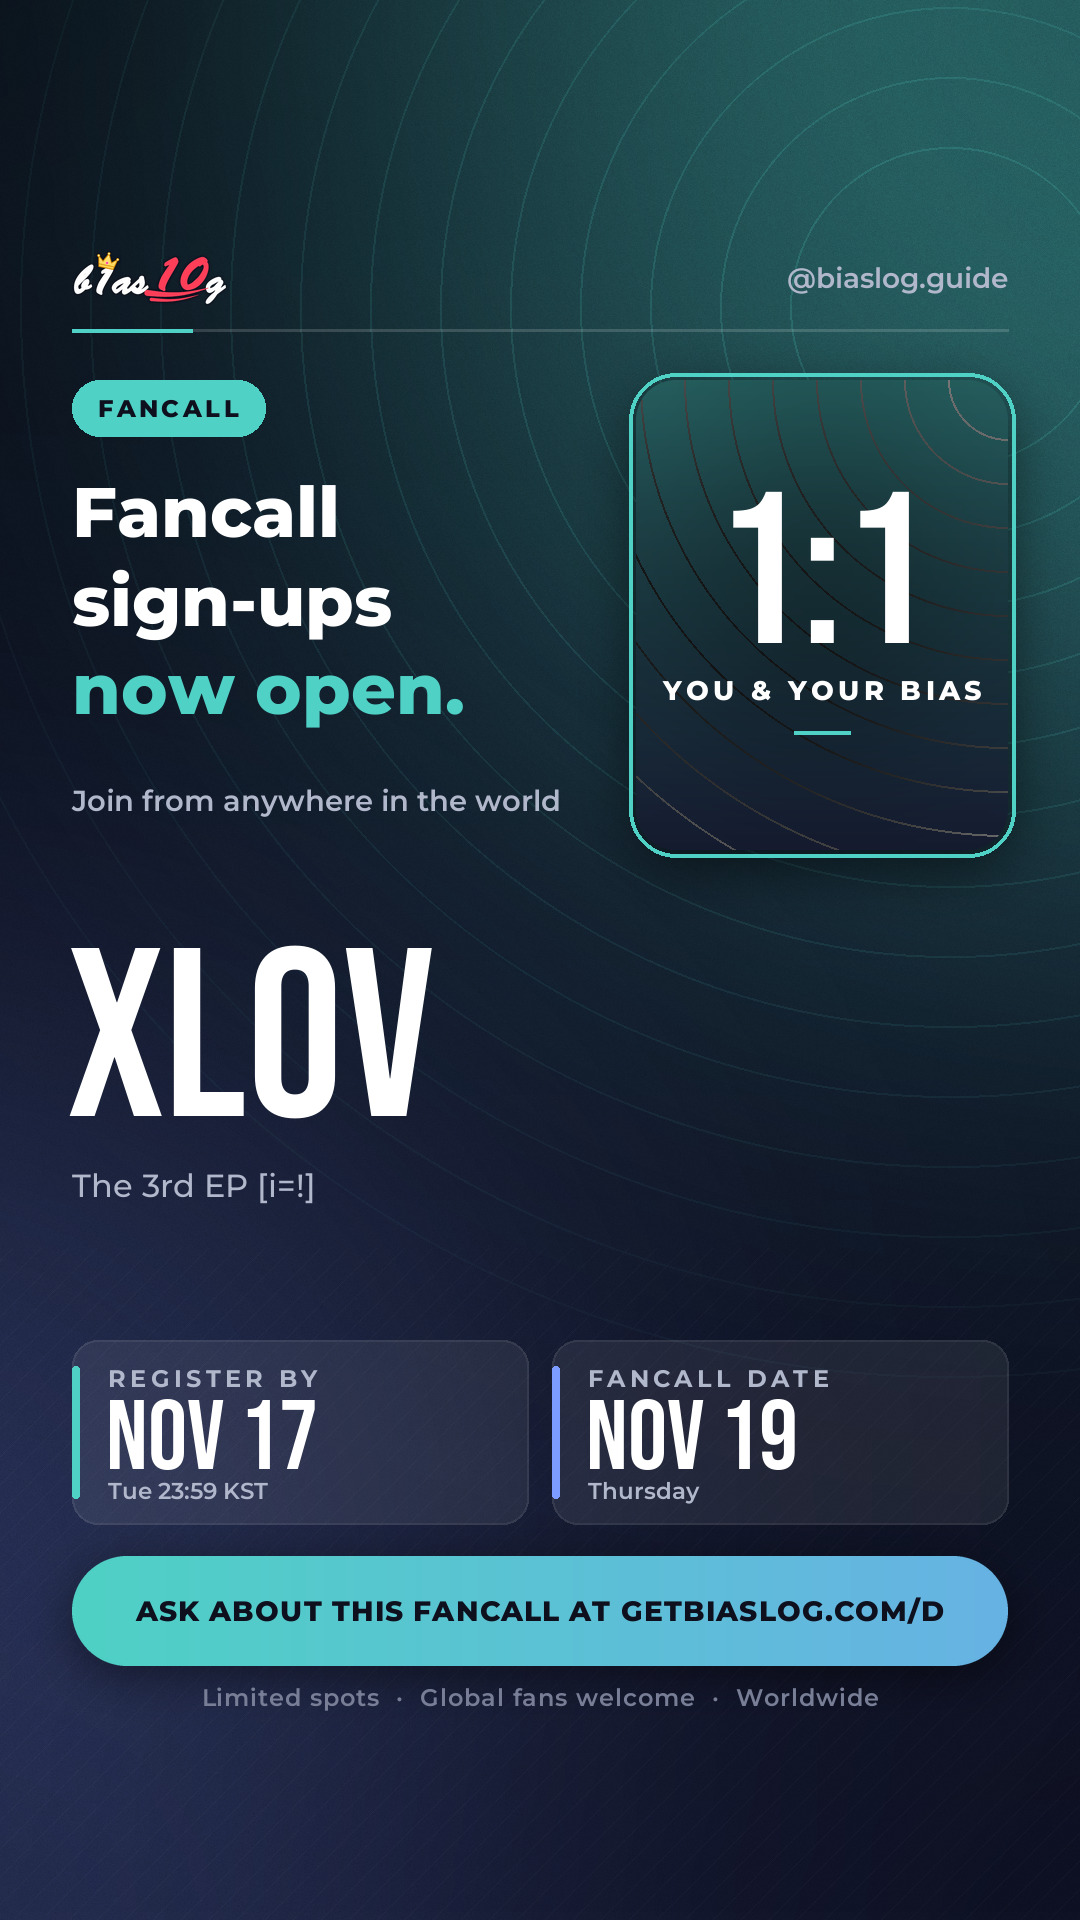 b1as10g
@biaslog.guide
FANCALL
Fancall
sign-ups
now open.
Join from anywhere in the world
1:1
YOU & YOUR BIAS
XLOV
The 3rd EP [i=!]
REGISTER BY
NOV 17
Tue 23:59 KST
FANCALL DATE
NOV 19
Thursday
ASK ABOUT THIS FANCALL AT GETBIASLOG.COM/D
Limited spots · Global fans welcome · Worldwide